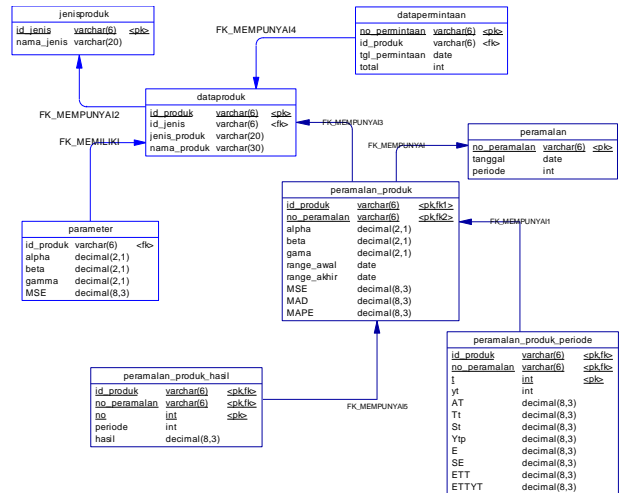 jenisproduk
id_jenis varchar(6) <pk>
nama_jenis varchar(20)
FK_MEMPUNYAI4
datapermintaan
no_permintaan varchar(6) <pk>
id_produk varchar(6) <fk>
tgl_permintaan date
total int
FK_MEMPUNYAI2
dataproduk
id_produk varchar(6) <pk>
id_jenis varchar(6) <fk>
jenis_produk varchar(20)
nama_produk varchar(30)
FK_MEMILIKI
FK_MEMPUNYAI3
FK_MEMPUNYAI
peramalan
no_peramalan varchar(6) <pk>
tanggal date
periode int
peramalan_produk
id_produk varchar(6) <pk,fk1>
no_peramalan varchar(6) <pk,fk2>
alpha decimal(2,1)
beta decimal(2,1)
gama decimal(2,1)
range_awal date
range_akhir date
MSE decimal(8,3)
MAD decimal(8,3)
MAPE decimal(8,3)
FK_MEMPUNYAI1
parameter
id_produk varchar(6) <fk>
alpha decimal(2,1)
beta decimal(2,1)
gamma decimal(2,1)
MSE decimal(8,3)
peramalan_produk_hasil
id_produk varchar(6) <pk,fk>
no_peramalan varchar(6) <pk,fk>
no int <pk>
periode int
hasil decimal(8,3)
FK_MEMPUNYAI5
peramalan_produk_periode
id_produk varchar(6) <pk,fk>
no_peramalan varchar(6) <pk,fk>
t int <pk>
yt int
AT decimal(8,3)
Tt decimal(8,3)
St decimal(8,3)
Ytp decimal(8,3)
E decimal(8,3)
SE decimal(8,3)
ETT decimal(8,3)
ETTYT decimal(8,3)